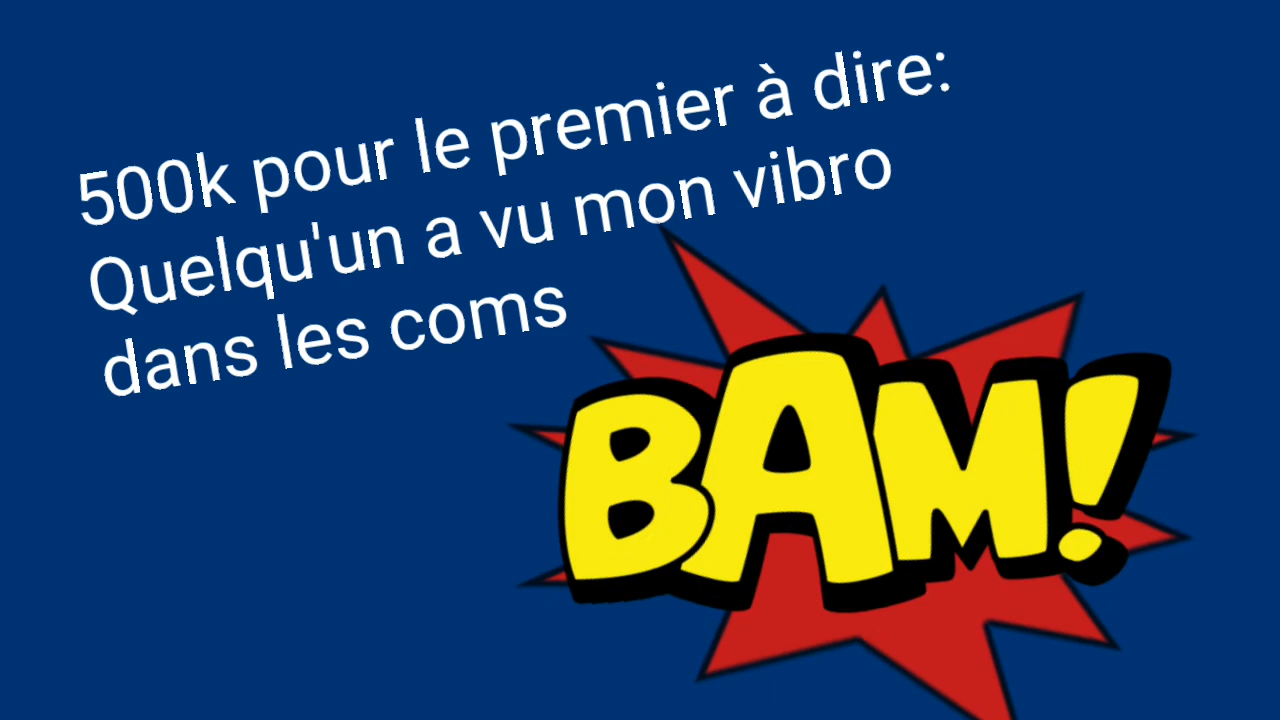 500k pour le premier à dire:
Quelqu'un a vu mon vibro
dans les coms
BAM!